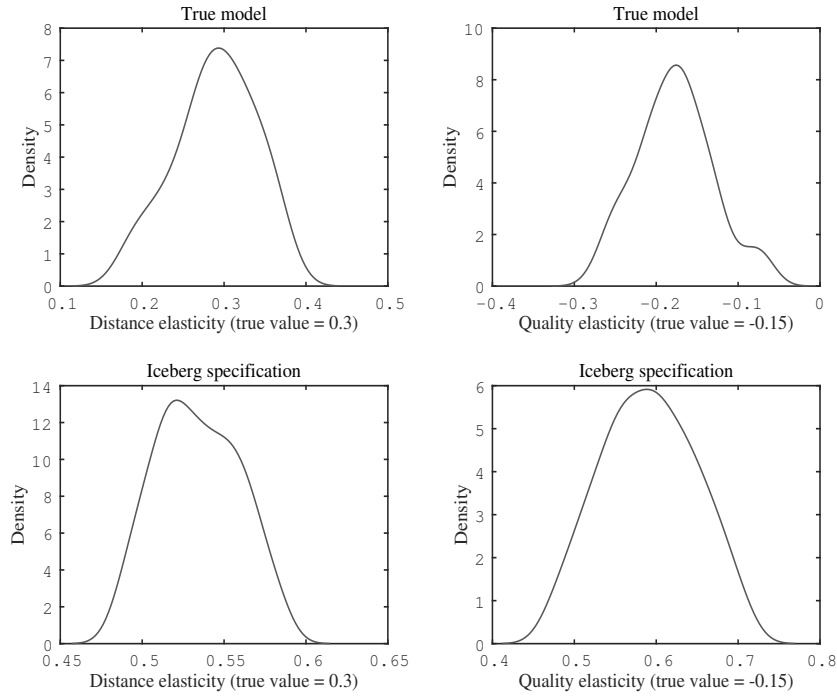 True model
8
7
6
5
4
3
2
1
0
Density
0.1 0.2 0.3 0.4 0.5
Distance elasticity (true value = 0.3)
True model
10
8
6
4
2
0
Density
-0.4 -0.3 -0.2 -0.1 0
Quality elasticity (true value = -0.15)
Iceberg specification
14
12
10
8
6
4
2
0
Density
0.45 0.5 0.55 0.6 0.65
Distance elasticity (true value = 0.3)
Iceberg specification
6
5
4
3
2
1
0
Density
0.4 0.5 0.6 0.7 0.8
Quality elasticity (true value = -0.15)